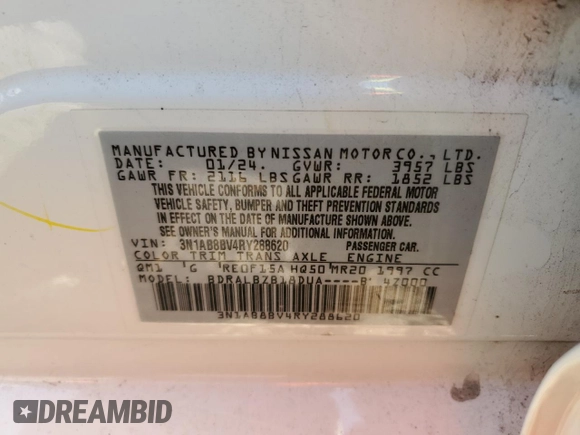 MANUFACTURED BY NISSAN MOTOR CO., LTD.
DATE: 01/24. GVWR: 3957 LBS
GAWR FR: 2116 LBS GAWR RR: 1852 LBS
THIS VEHICLE CONFORMS TO ALL APPLICABLE FEDERAL MOTOR
VEHICLE SAFETY, BUMPER AND THEFT PREVENTION STANDARDS
IN EFFECT ON THE DATE OF MANUFACTURE SHOWN ABOVE.
SEE OWNER'S MANUAL FOR ADDITIONAL INFORMATION.
VIN: 3N1AB8BV4RY288620 PASSENGER CAR.
COLOR TRIM TRANS AXLE ENGINE
QM1 G RE0F15A HQ50 MR20 1997 CC
MODEL: BDRALBZB18DUA----B 4Z000
3N1AB8BV4RY288620
DREAMBID